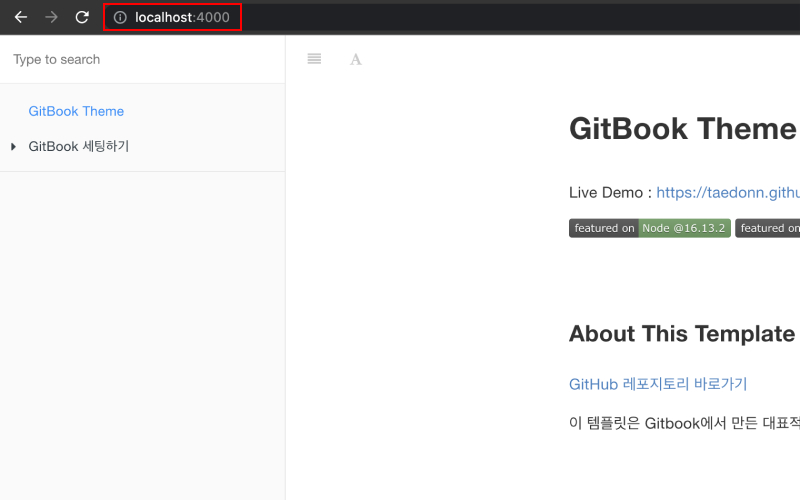 localhost:4000
Type to search
A
GitBook Theme
GitBook 세팅하기
GitBook Theme
Live Demo : https://taedonn.githu
featured on Node @16.13.2 featured on
About This Template
GitHub 레포지토리 바로가기
이 템플릿은 Gitbook에서 만든 대표적